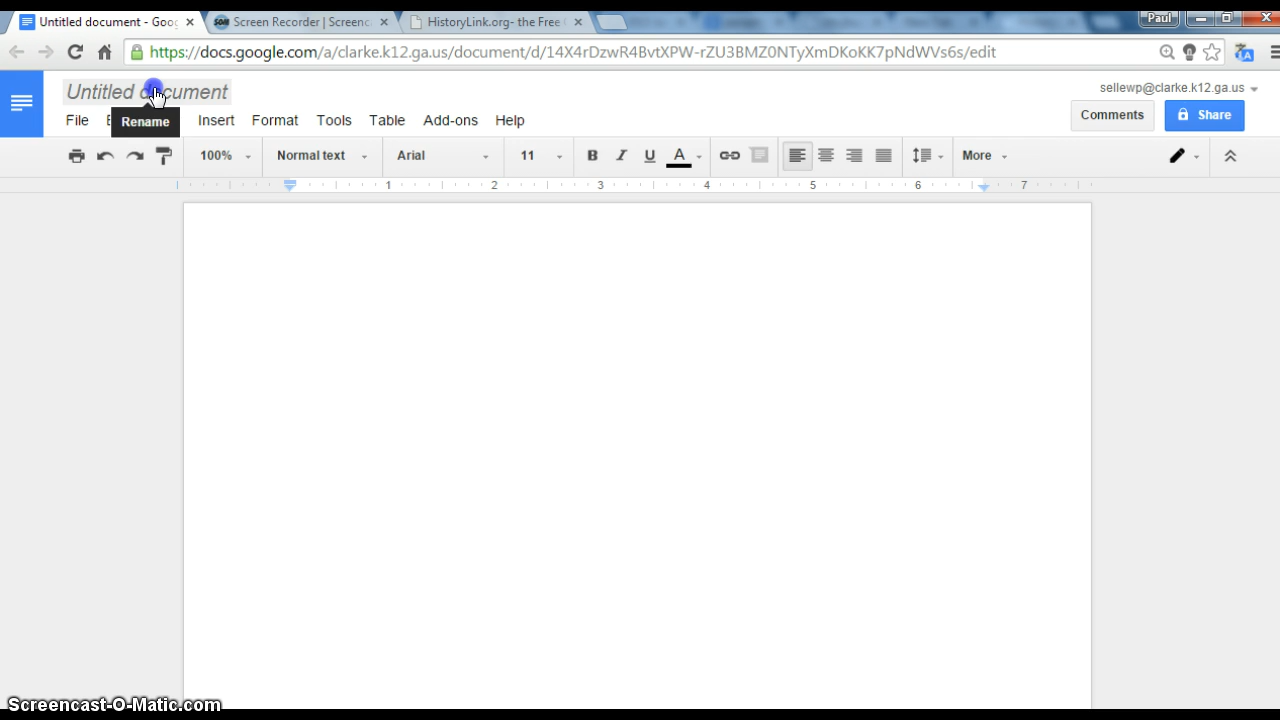 Untitled document - Goog
Screen Recorder | Screenc
HistoryLink.org- the Free
Paul
https://docs.google.com/a/clarke.k12.ga.us/document/d/14X4rDzwR4BvtXPW-rZU3BMZ0NTyXmDKoKK7pNdWVs6s/edit
Untitled document
sellewp@clarke.k12.ga.us
Rename
File Insert Format Tools Table Add-ons Help
Comments Share
100% Normal text Arial 11 B I U A More
1 2 3 4 5 6 7
Screencast-O-Matic.com